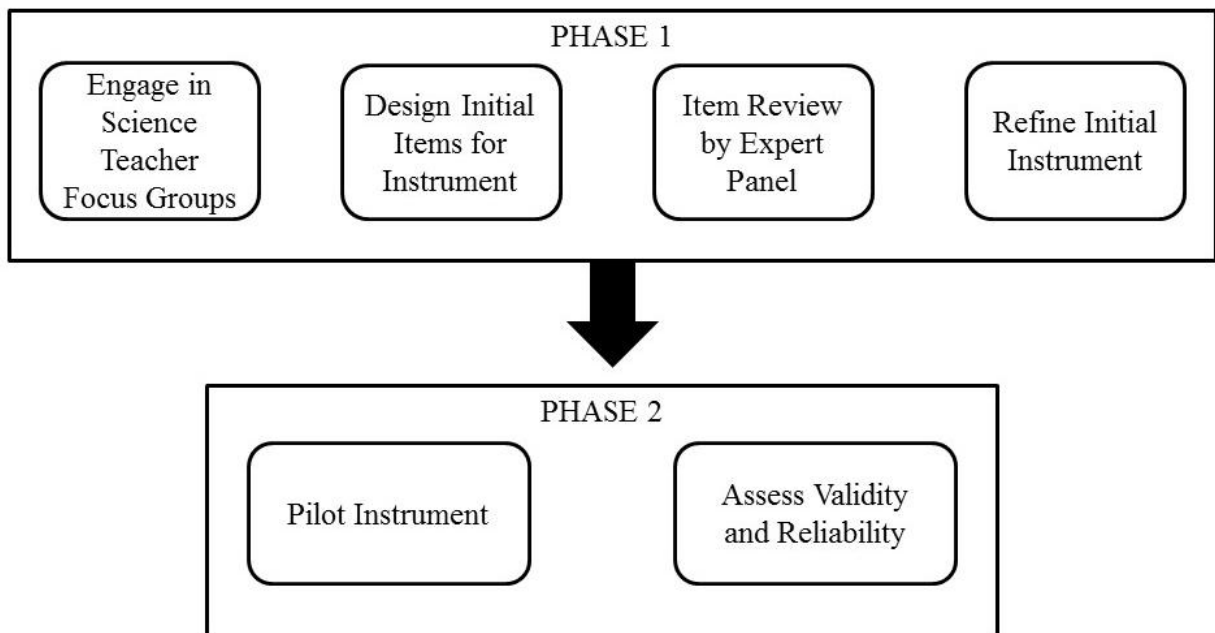 PHASE 1
Engage in
Science
Teacher
Focus Groups
Design Initial
Items for
Instrument
Item Review
by Expert
Panel
Refine Initial
Instrument
PHASE 2
Pilot Instrument
Assess Validity
and Reliability